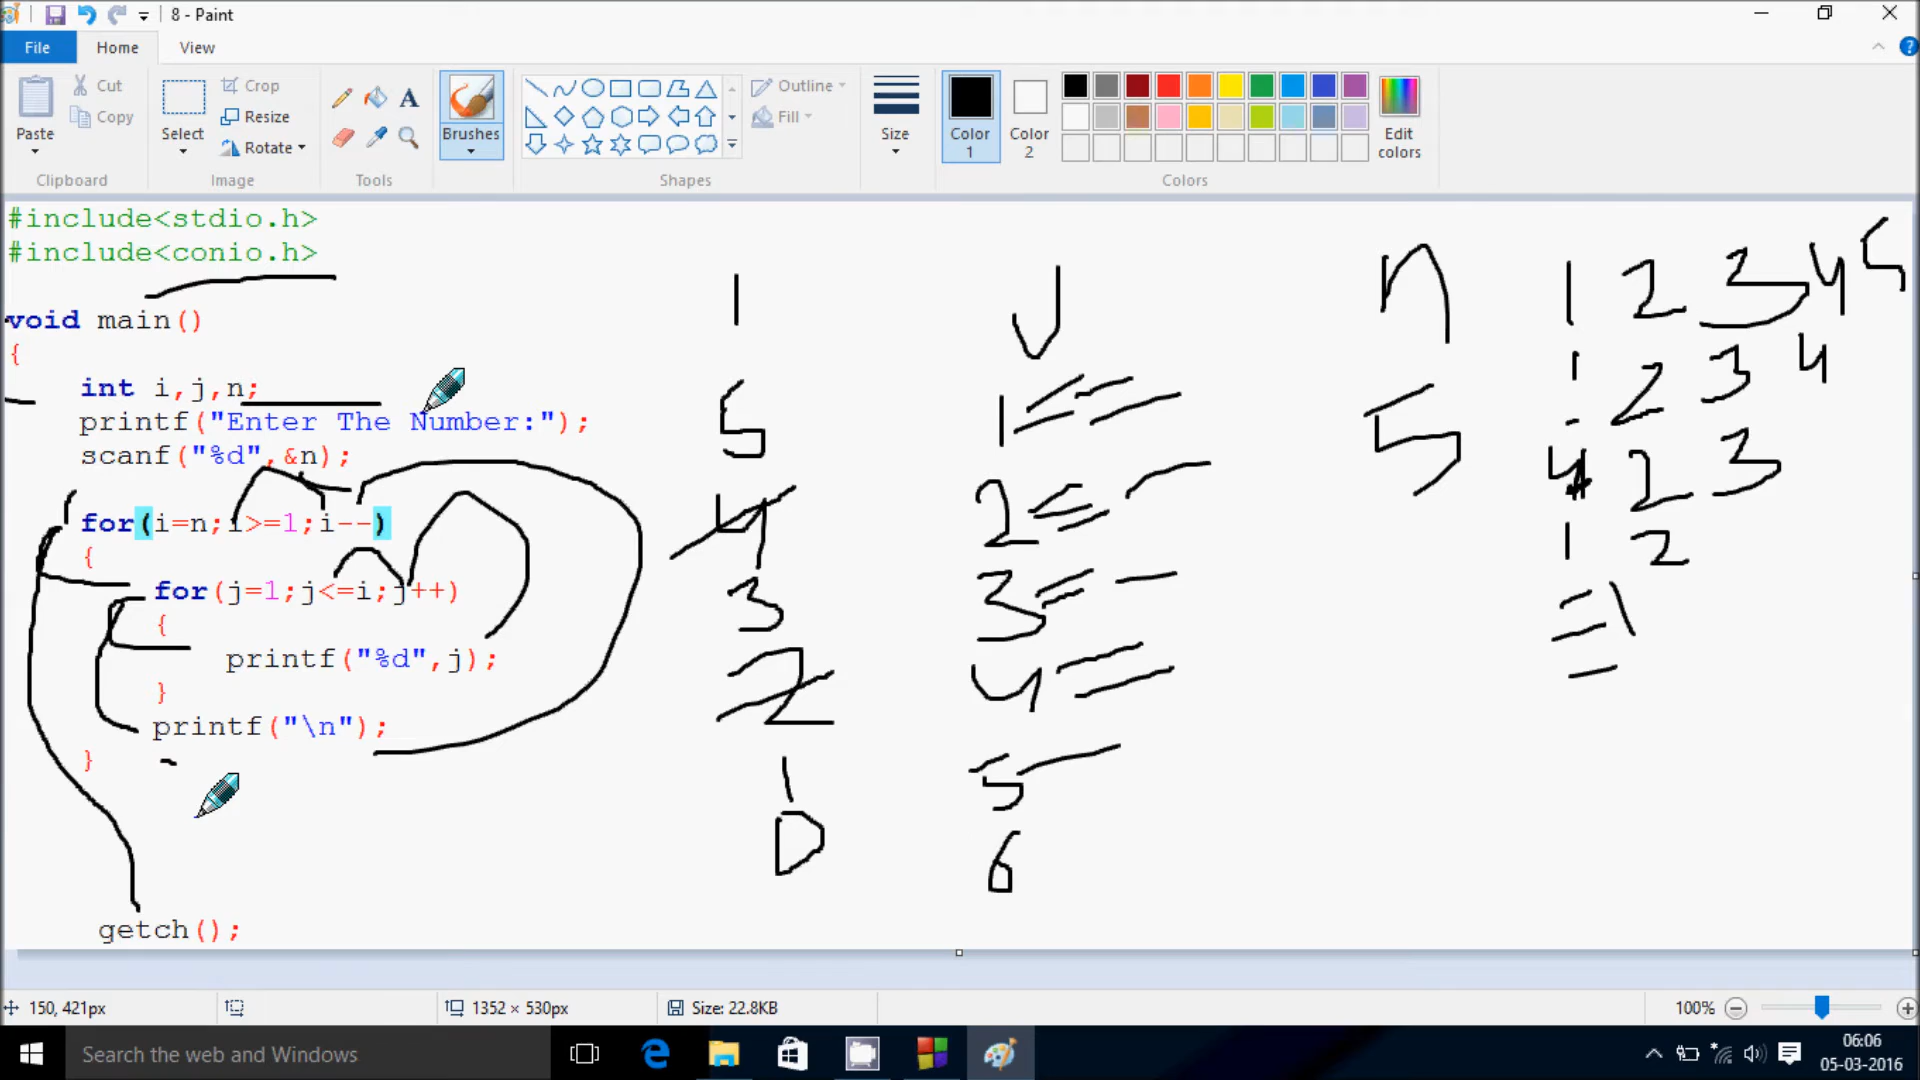 8 - Paint
File Home View
Paste Cut Copy Select Crop Resize Rotate Brushes Outline Fill Size Color 1 Color 2 Edit colors
Clipboard Image Tools Shapes Colors
#include<stdio.h>
#include<conio.h>
void main()
{
int i,j,n;
printf("Enter The Number:");
scanf("%d",&n);
for(i=n;i>=1;i--)
{
for(j=1;j<=i;j++)
{
printf("%d",j);
}
printf("\n");
}
getch();
I J n 1 2 3 4 5
5 1 5 1 2 3 4
4 2 2 3
3 3 1 2
2 4 1
1 5
0 6
150, 421px 1352 × 530px Size: 22.8KB 100%
Search the web and Windows 06:06
05-03-2016